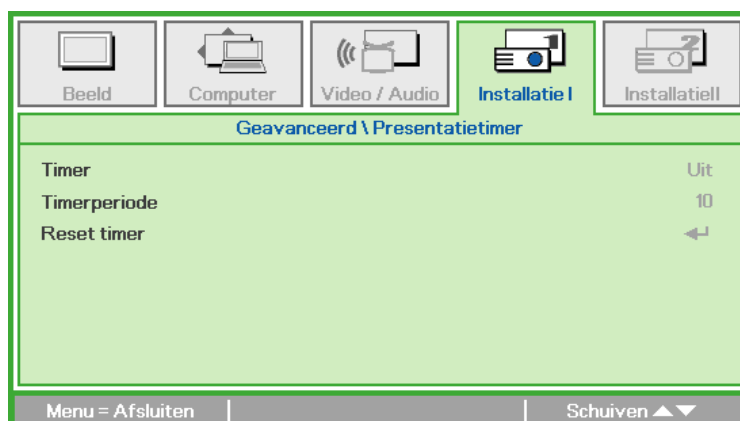 Beeld
Computer
Video / Audio
Installatie I
InstallatieII
Geavanceerd \ Presentatietimer
Timer Uit
Timerperiode 10
Reset timer
Menu = Afsluiten Schuiven ▲▼